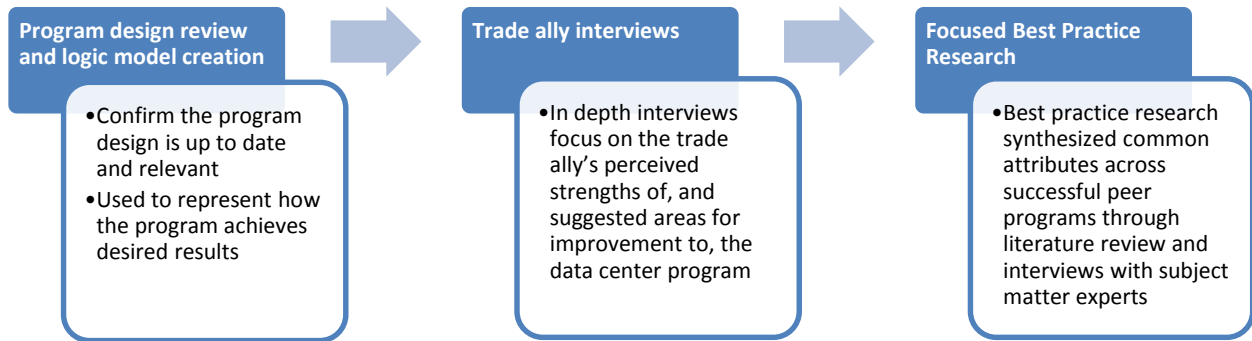 Program design review
and logic model creation
•Confirm the program
design is up to date
and relevant
•Used to represent how
the program achieves
desired results
Trade ally interviews
•In depth interviews
focus on the trade
ally's perceived
strengths of, and
suggested areas for
improvement to, the
data center program
Focused Best Practice
Research
•Best practice research
synthesized common
attributes across
successful peer
programs through
literature review and
interviews with subject
matter experts